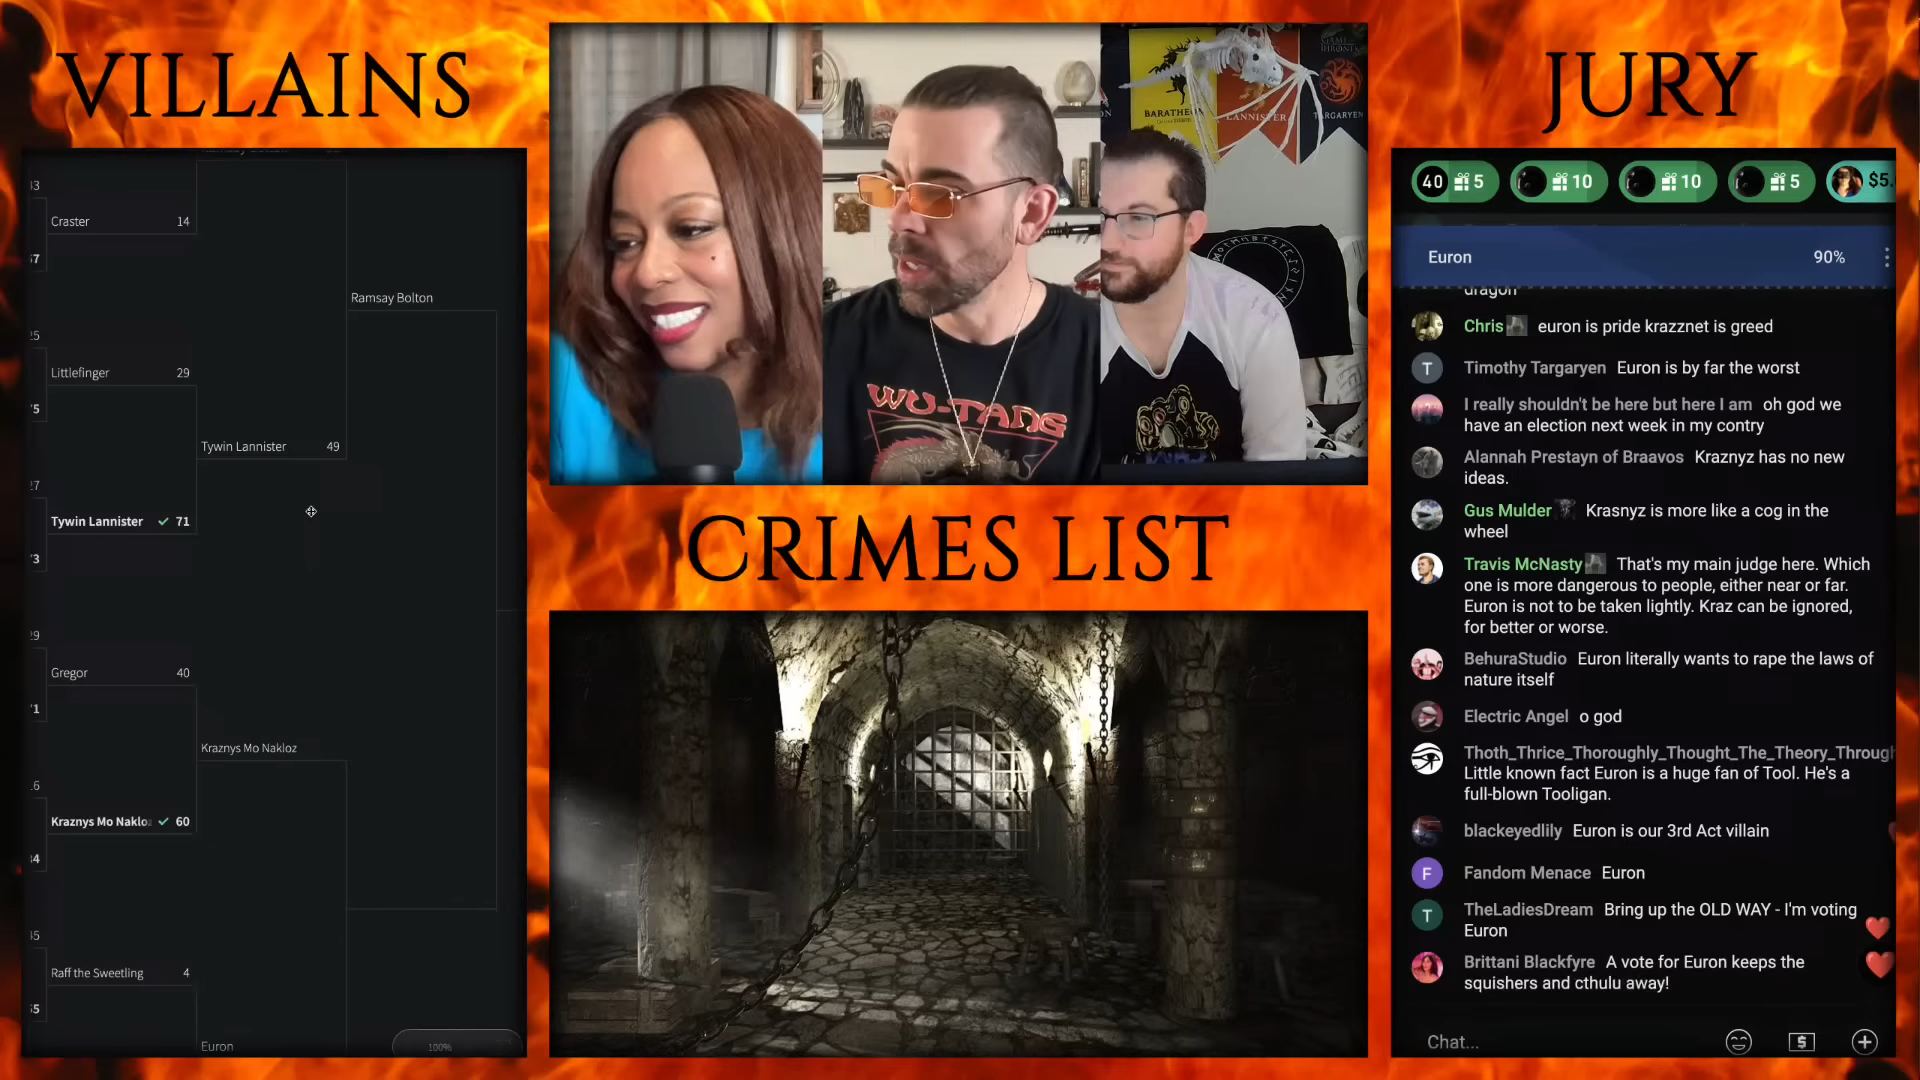 VILLAINS
JURY
CRIMES LIST
Craster 14
Ramsay Bolton
Littlefinger 29
Tywin Lannister 49
Tywin Lannister 71
Gregor 40
Kraznys Mo Nakloz
60
Raff the Sweetling 4
Euron
100%
BARATHEON
LANNISTER
TARGARYEN
WU-TANG
40 5
10
10
5
$5.
Euron 90%
dragon
Chris euron is pride krazznet is greed
Timothy Targaryen Euron is by far the worst
I really shouldn't be here but here I am oh god we
have an election next week in my contry
Alannah Prestayn of Braavos Kraznyz has no new
ideas.
Gus Mulder Krasnyz is more like a cog in the
wheel
Travis McNasty That's my main judge here. Which
one is more dangerous to people, either near or far.
Euron is not to be taken lightly. Kraz can be ignored,
for better or worse.
BehuraStudio Euron literally wants to rape the laws of
nature itself
Electric Angel o god
Thoth_Thrice_Thoroughly_Thought_The_Theory_Through
Little known fact Euron is a huge fan of Tool. He's a
full-blown Tooligan.
blackeyedlily Euron is our 3rd Act villain
F Fandom Menace Euron
T TheLadiesDream Bring up the OLD WAY - I'm voting
Euron
Brittani Blackfyre A vote for Euron keeps the
squishers and cthulu away!
Chat...